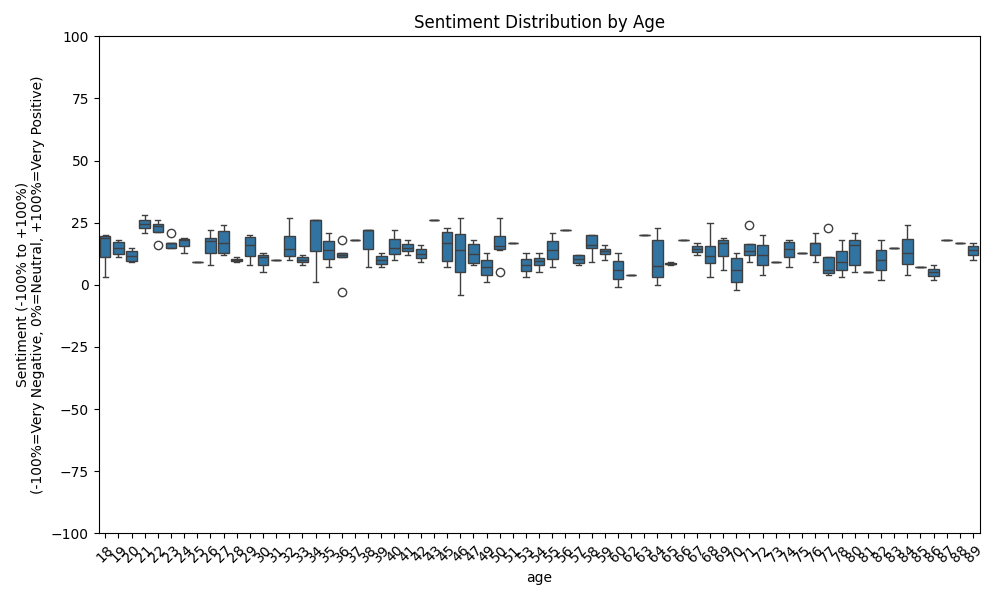 Sentiment Distribution by Age
Sentiment (-100% to +100%)
(-100%=Very Negative, 0%=Neutral, +100%=Very Positive)
100
75
50
25
0
−25
−50
−75
−100
18 19 20 21 22 23 24 25 26 27 28 29 30 31 32 33 34 35 36 37 38 39 40 41 42 43 45 46 47 49 50 51 53 54 55 56 57 58 59 60 62 63 64 65 66 67 68 69 70 71 72 73 74 75 76 77 78 80 81 82 83 84 85 86 87 88 89
age